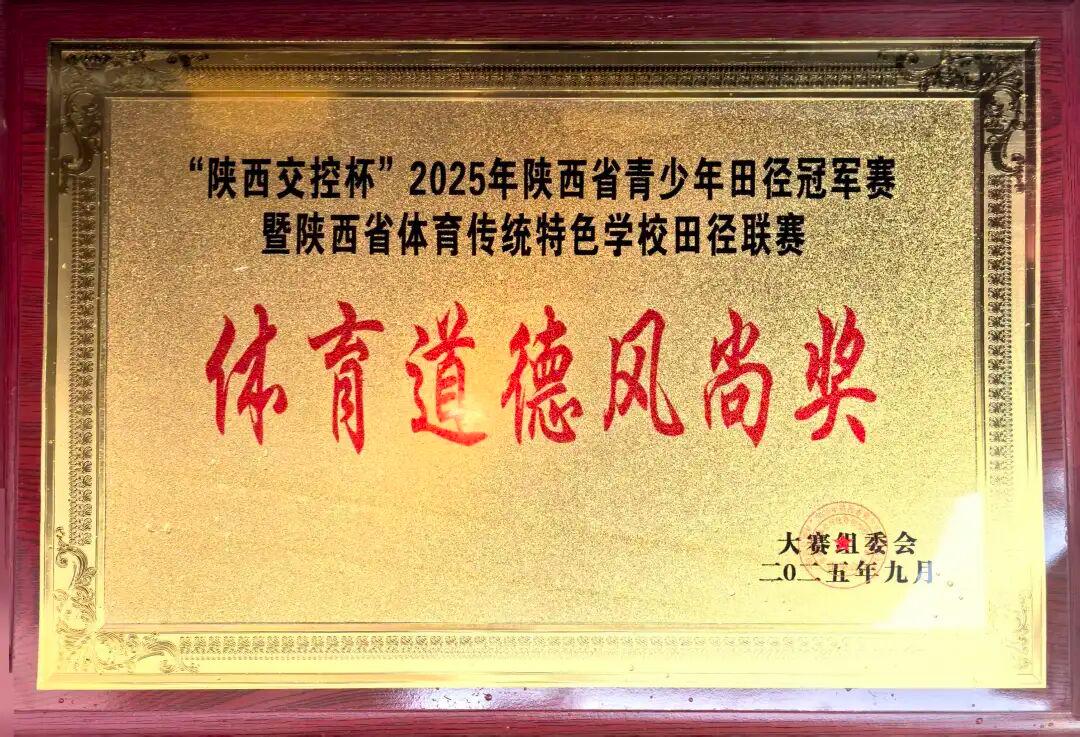 “陕西交控杯”2025年陕西省青少年田径冠军赛
暨陕西省体育传统特色学校田径联赛
体育道德风尚奖
大赛组委会
二〇二五年九月